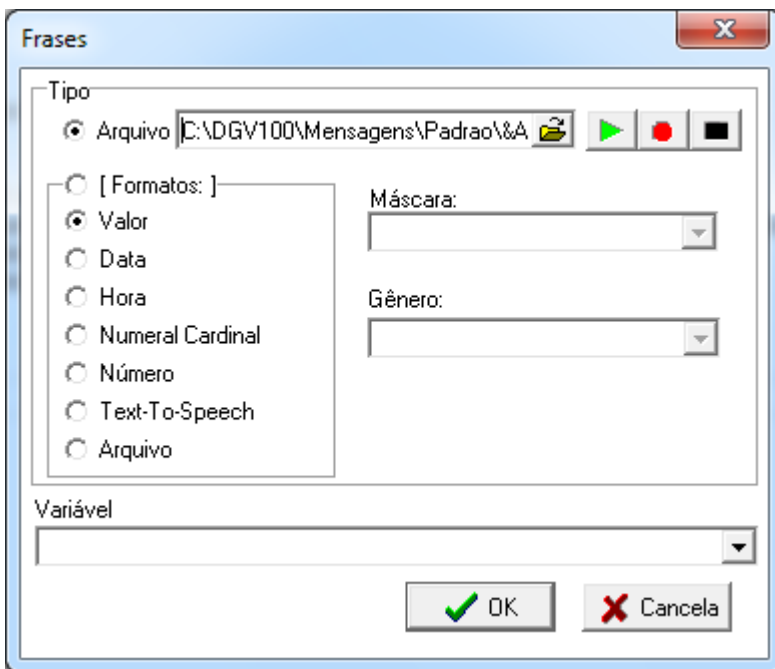 Frases
Tipo
Arquivo C:\DGV100\Mensagens\Padrao\&A
[ Formatos: ]
Valor
Data
Hora
Numeral Cardinal
Número
Text-To-Speech
Arquivo
Máscara:
Gênero:
Variável
OK Cancela